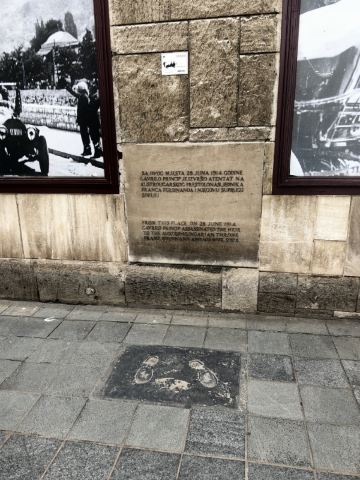 SA OVOG MJESTA 28. JUNA 1914. GODINE
GAVRILO PRINCIP JE IZVRŠIO ATENTAT NA
AUSTROUGARSKOG PRESTOLONASLJEDNIKA
FRANCA FERDINANDA I NJEGOVU SUPRUGU
SOFIJU
FROM THIS PLACE ON 28 JUNE 1914
GAVRILO PRINCIP ASSASSINATED THE HEIR
TO THE AUSTRO-HUNGARIAN THRONE
FRANZ FERDINAND AND HIS WIFE SOFIA